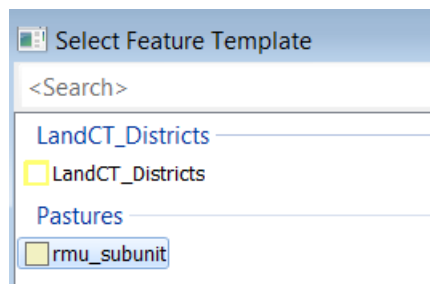 Select Feature Template
<Search>
LandCT_Districts
LandCT_Districts
Pastures
rmu_subunit